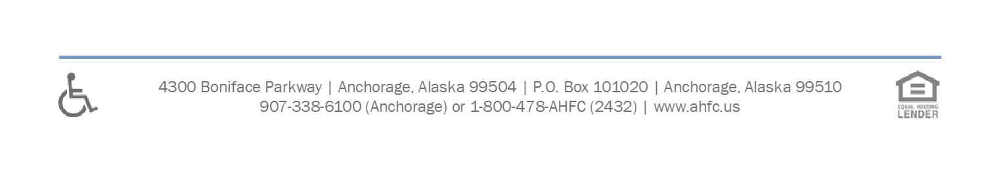 4300 Boniface Parkway | Anchorage, Alaska 99504 | P.O. Box 101020 | Anchorage, Alaska 99510
907-338-6100 (Anchorage) or 1-800-478-AHFC (2432) | www.ahfc.us
EQUAL HOUSING
LENDER